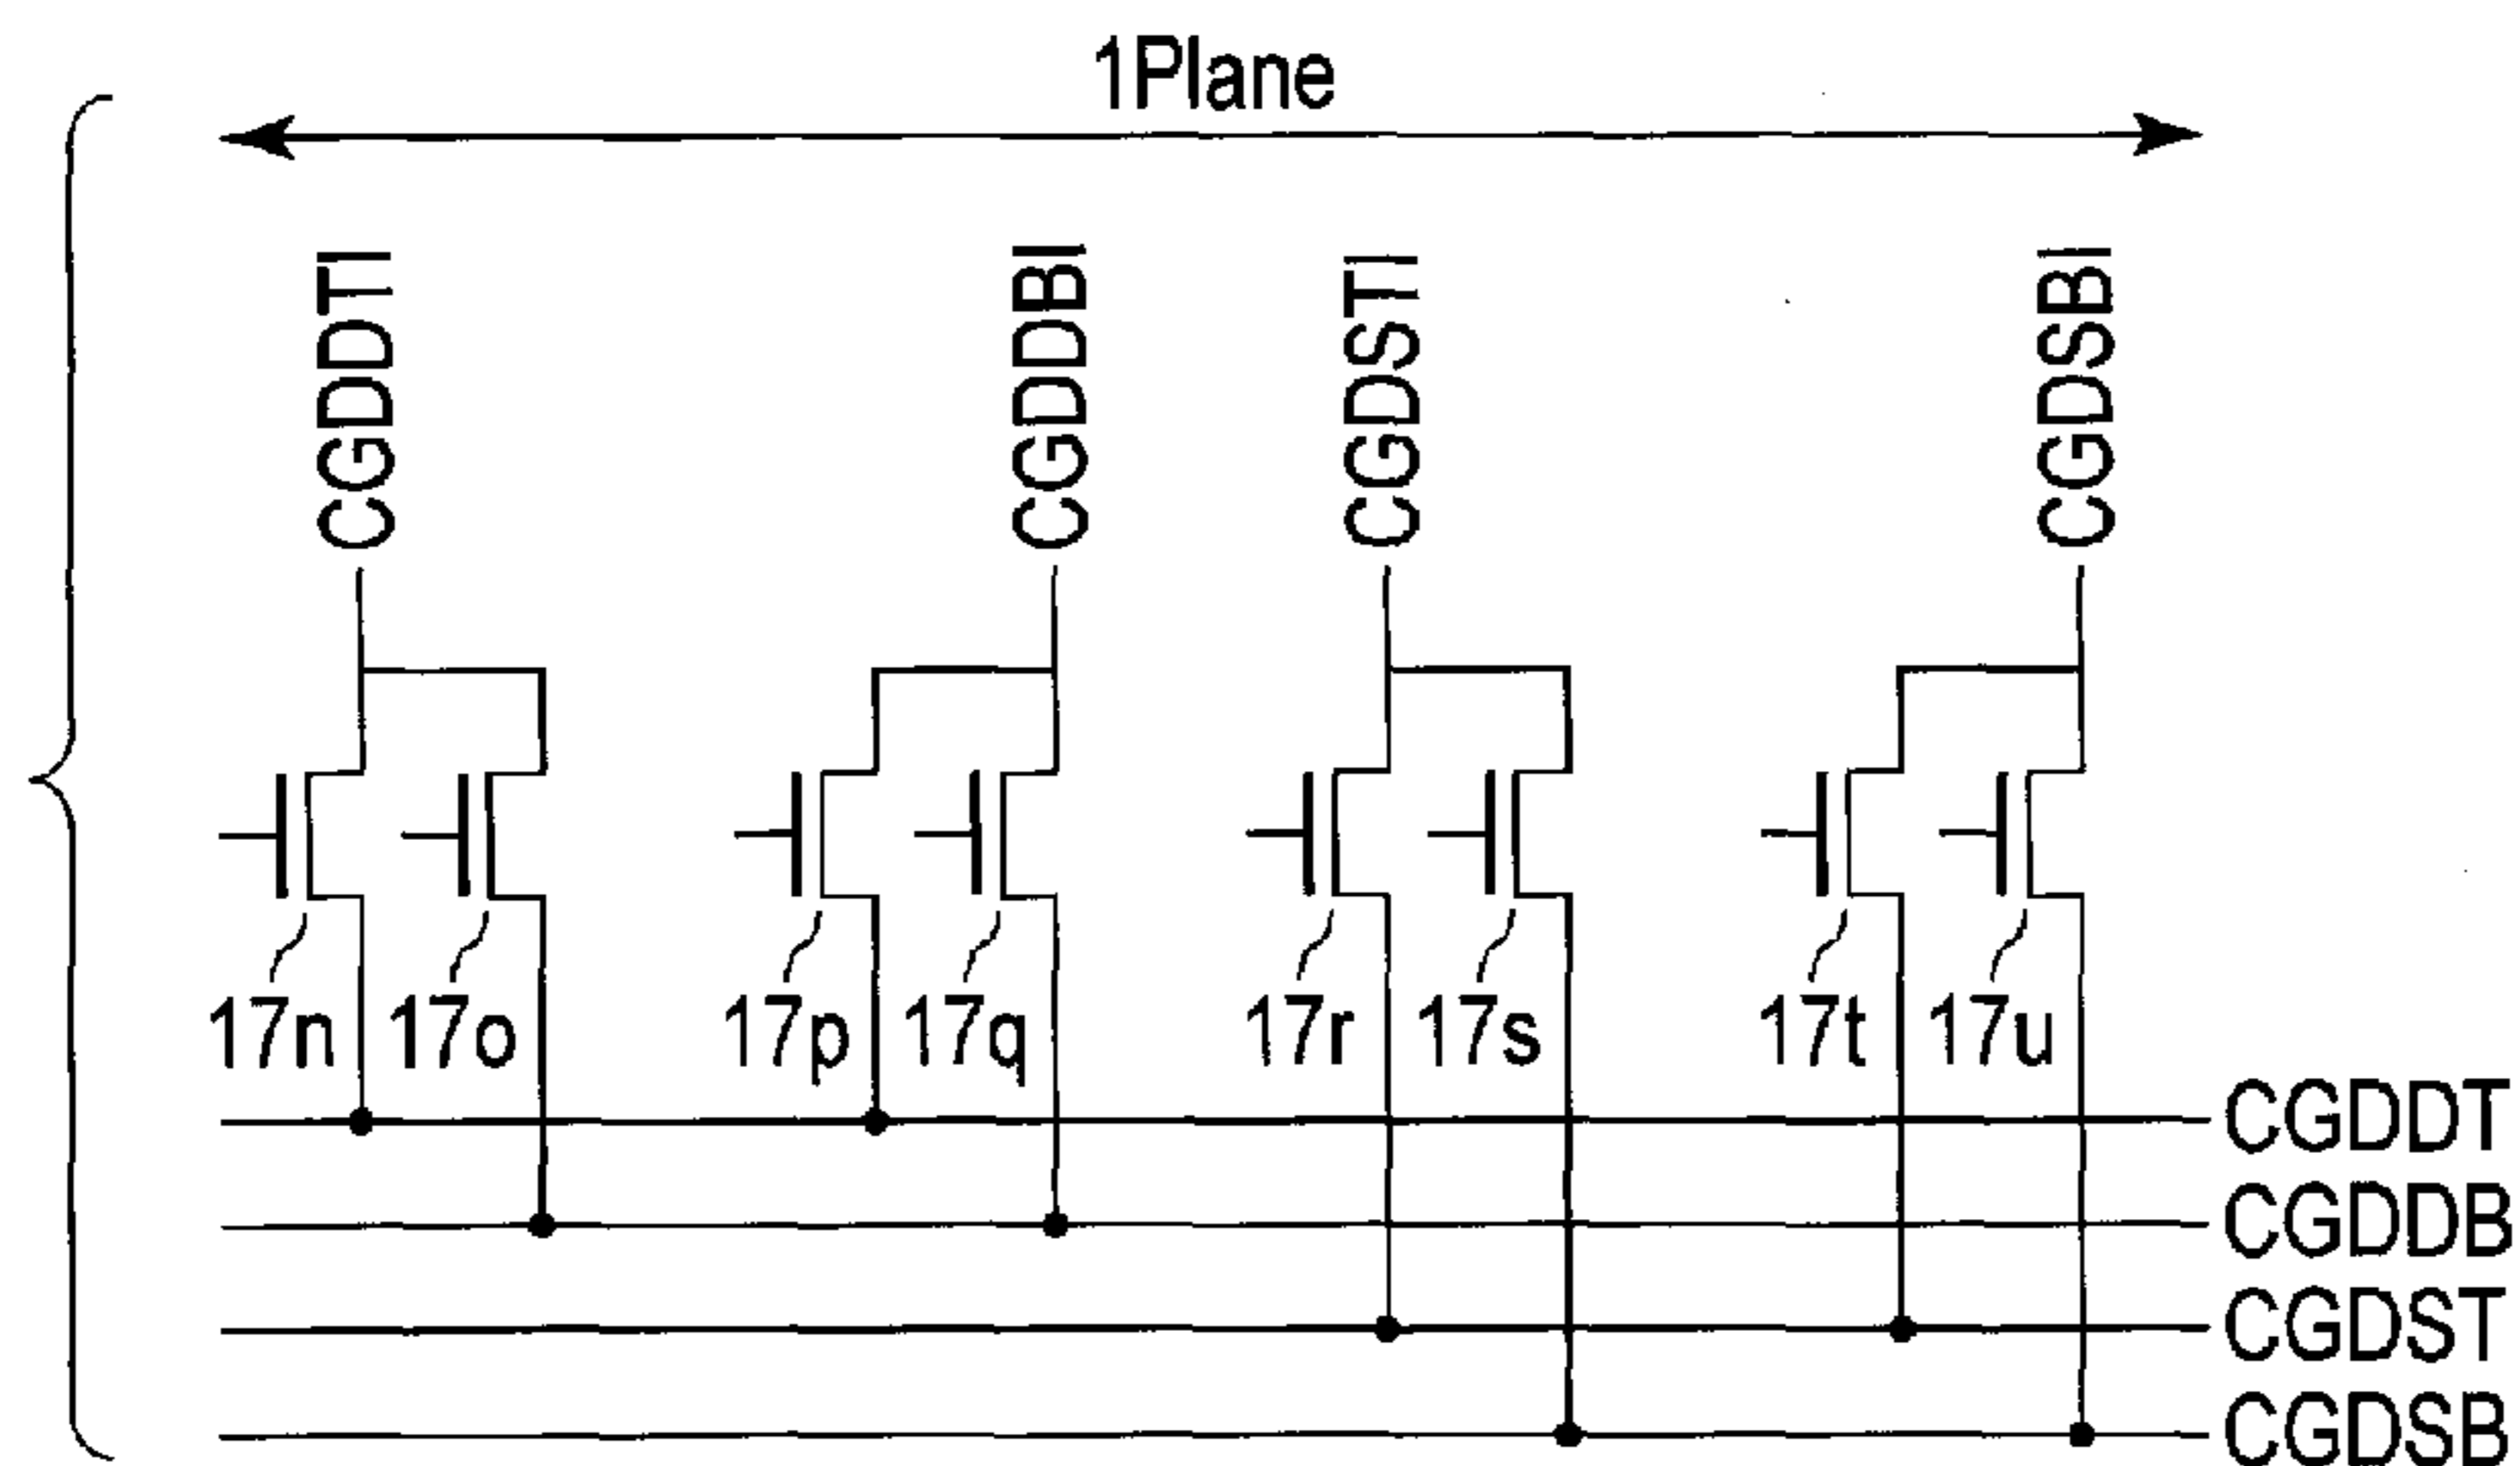 1Plane
CGDDTI
CGDDBI
CGDSTI
CGDSBI
17n
17o
17p
17q
17r
17s
17t
17u
CGDDT
CGDDB
CGDST
CGDSB